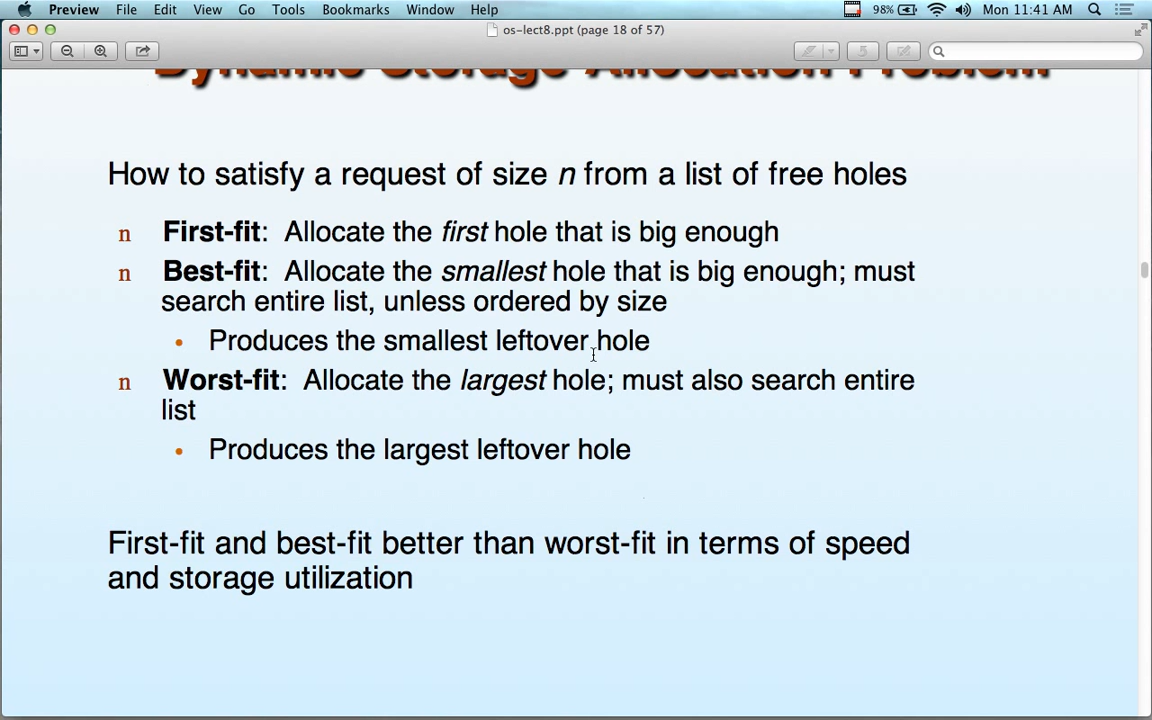 Preview File Edit View Go Tools Bookmarks Window Help 98% Mon 11:41 AM
os-lect8.ppt (page 18 of 57)
Dynamic Storage-Allocation Problem
How to satisfy a request of size n from a list of free holes
n First-fit: Allocate the first hole that is big enough
n Best-fit: Allocate the smallest hole that is big enough; must
search entire list, unless ordered by size
• Produces the smallest leftover hole
n Worst-fit: Allocate the largest hole; must also search entire
list
• Produces the largest leftover hole
First-fit and best-fit better than worst-fit in terms of speed
and storage utilization